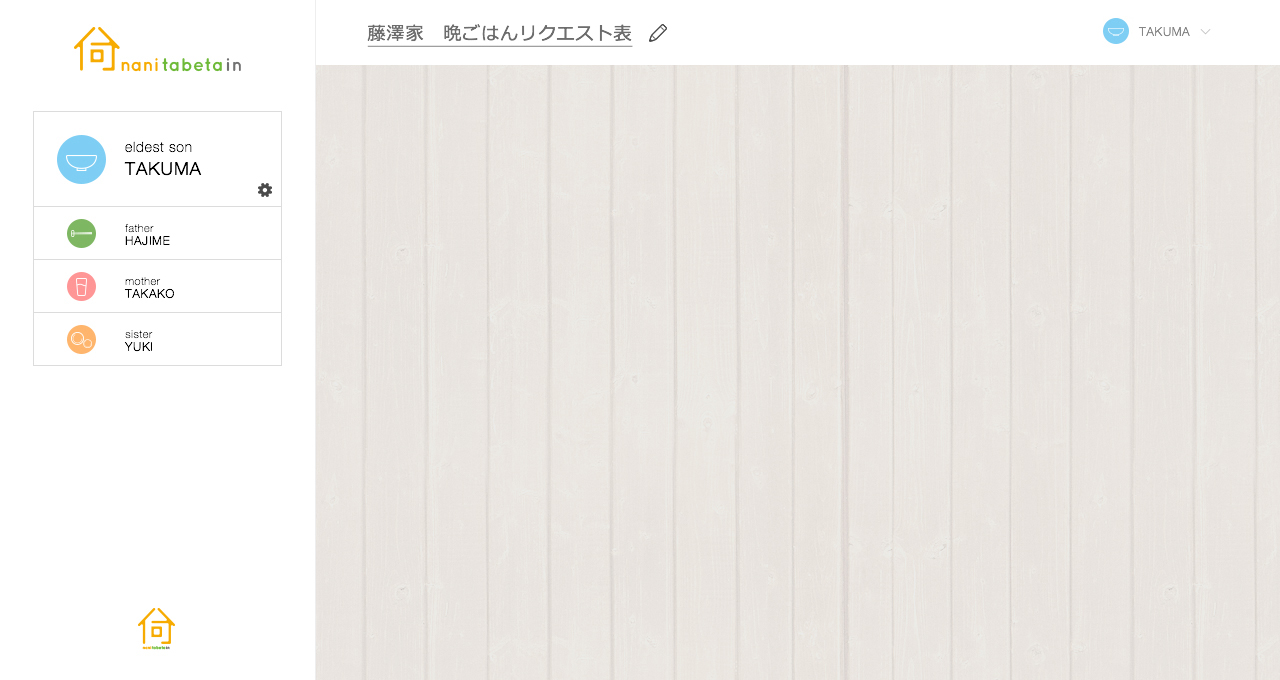 nanitabetain
藤澤家　晩ごはんリクエスト表
TAKUMA
eldest son
TAKUMA
father
HAJIME
mother
TAKAKO
sister
YUKI
nanitabetain